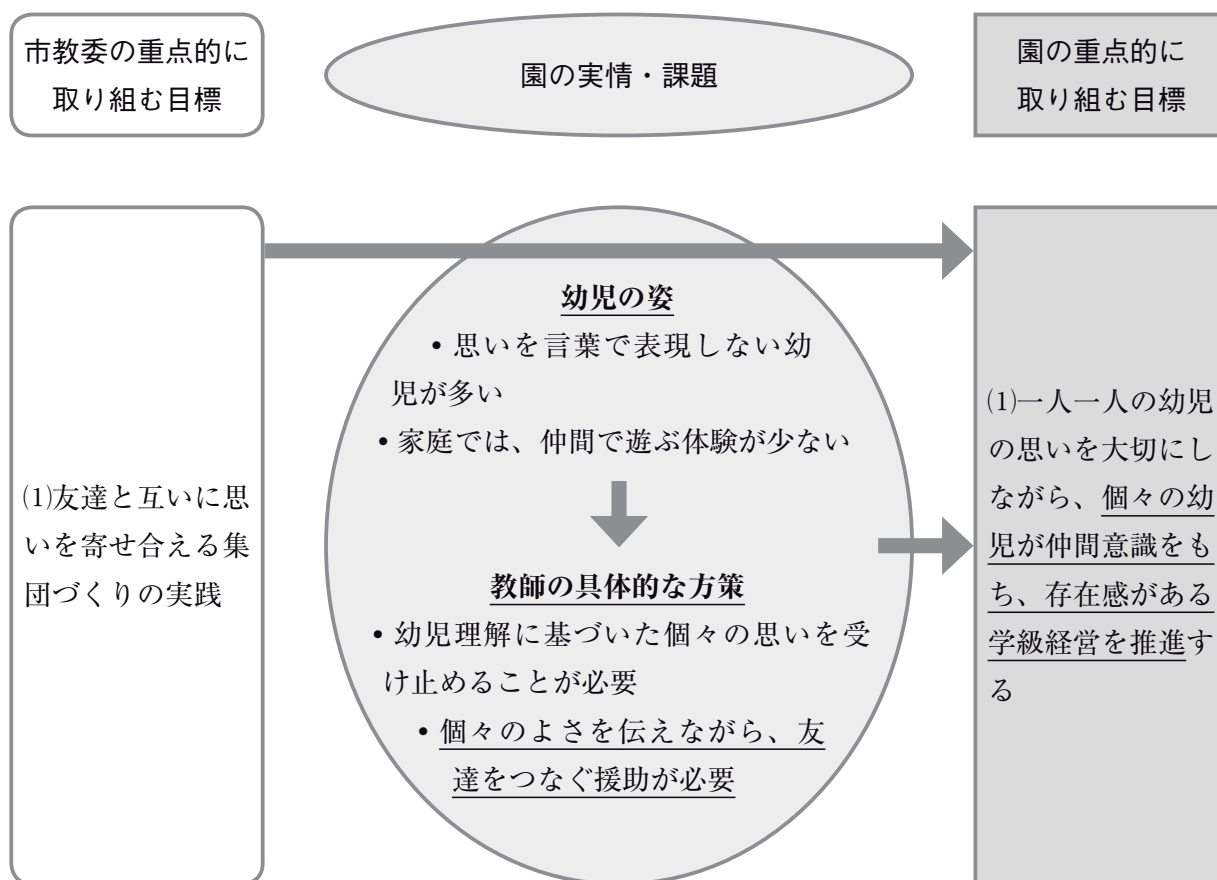 市教委の重点的に
取り組む目標
園の実情・課題
園の重点的に
取り組む目標
⑴友達と互いに思
いを寄せ合える集
団づくりの実践
幼児の姿
• 思いを言葉で表現しない幼
児が多い
• 家庭では、仲間で遊ぶ体験が少ない
教師の具体的な方策
• 幼児理解に基づいた個々の思いを受
け止めることが必要
• 個々のよさを伝えながら、友
達をつなぐ援助が必要
⑴一人一人の幼児
の思いを大切にし
ながら、個々の幼
児が仲間意識をも
ち、存在感がある
学級経営を推進す
る